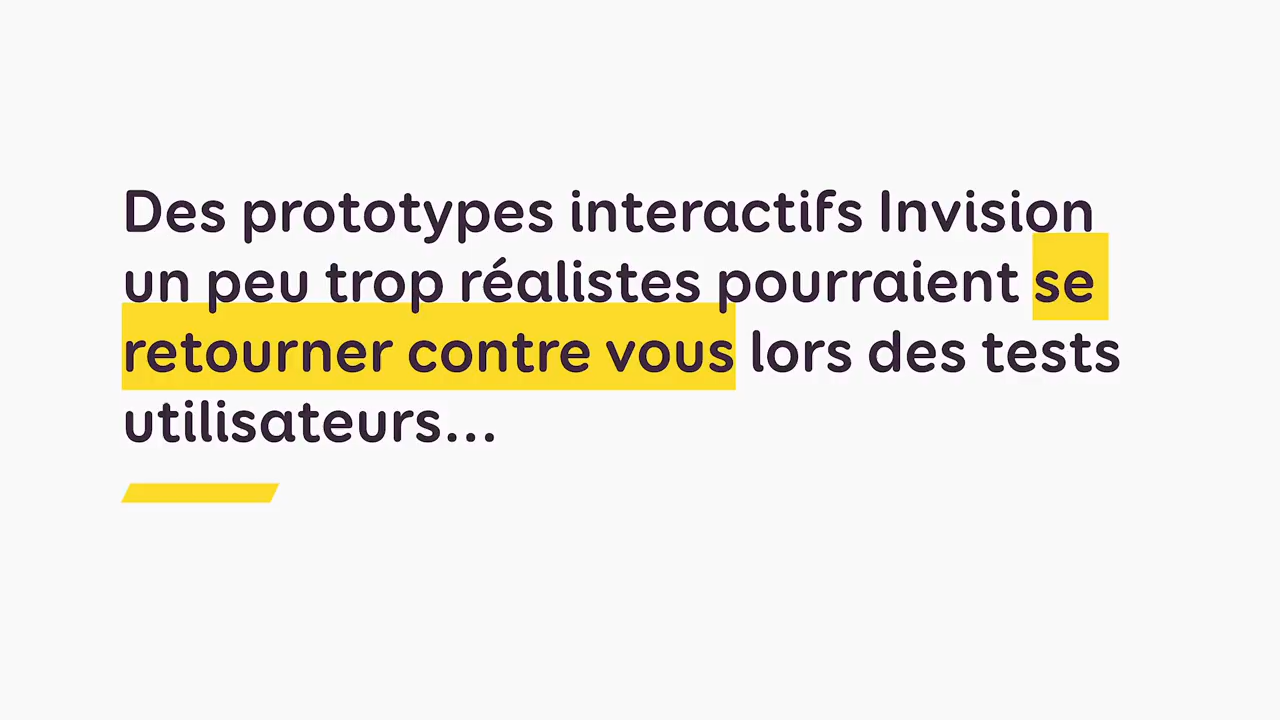 Des prototypes interactifs Invision
un peu trop réalistes pourraient se
retourner contre vous lors des tests
utilisateurs...